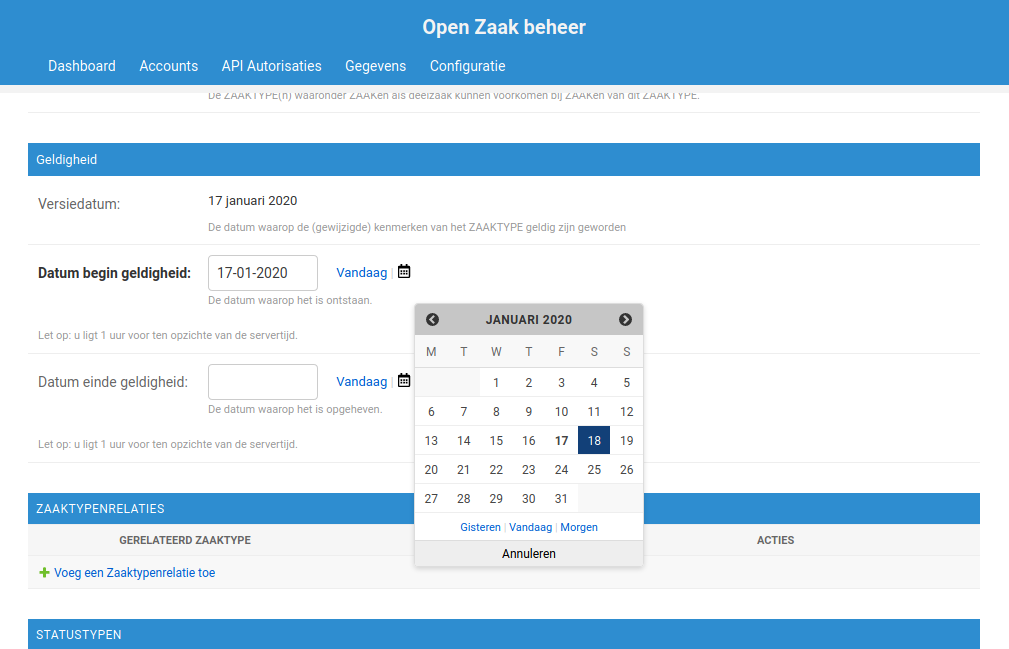 Open Zaak beheer
Dashboard Accounts API Autorisaties Gegevens Configuratie
De ZAAKTYPE(n) waaronder ZAAKen als deelzaak kunnen voorkomen bij ZAAKen van dit ZAAKTYPE.
Geldigheid
Versiedatum: 17 januari 2020
De datum waarop de (gewijzigde) kenmerken van het ZAAKTYPE geldig zijn geworden
Datum begin geldigheid: 17-01-2020 Vandaag |
De datum waarop het is ontstaan.
Let op: u ligt 1 uur voor ten opzichte van de servertijd.
Datum einde geldigheid: Vandaag |
De datum waarop het is opgeheven.
Let op: u ligt 1 uur voor ten opzichte van de servertijd.
JANUARI 2020
M T W T F S S
1 2 3 4 5
6 7 8 9 10 11 12
13 14 15 16 17 18 19
20 21 22 23 24 25 26
27 28 29 30 31
Gisteren | Vandaag | Morgen
Annuleren
ZAAKTYPENRELATIES
GERELATEERD ZAAKTYPE ACTIES
Voeg een Zaaktypenrelatie toe
STATUSTYPEN